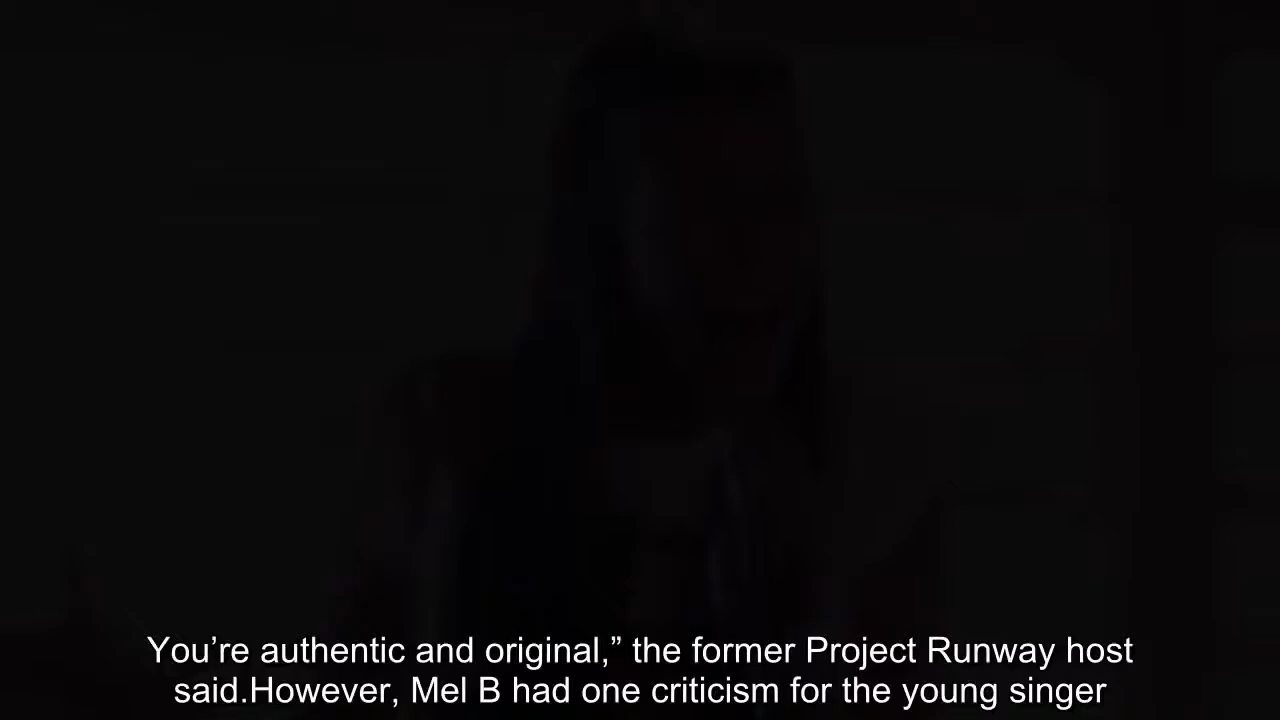 You’re authentic and original,” the former Project Runway host
said.However, Mel B had one criticism for the young singer